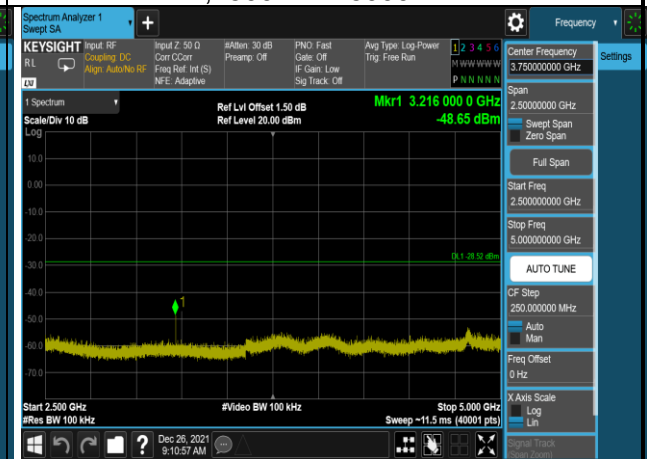 Spectrum Analyzer 1
Swept SA
+
Frequency
KEYSIGHT
RL
LXI
Input: RF
Coupling: DC
Align: Auto/No RF
Input Z: 50 Ω
Corr CCorr
Freq Ref: Int (S)
NFE: Adaptive
#Atten: 30 dB
Preamp: Off
PNO: Fast
Gate: Off
IF Gain: Low
Sig Track: Off
Avg Type: Log-Power
Trig: Free Run
1 2 3 4 5 6
M W W W W W
P N N N N N
Center Frequency
3.750000000 GHz
Settings
1 Spectrum
Scale/Div 10 dB
Log
Ref Lvl Offset 1.50 dB
Ref Level 20.00 dBm
Mkr1 3.216 000 0 GHz
-48.65 dBm
Span
2.50000000 GHz
Swept Span
Zero Span
Full Span
Start Freq
2.500000000 GHz
Stop Freq
5.000000000 GHz
AUTO TUNE
CF Step
250.000000 MHz
Auto
Man
Freq Offset
0 Hz
X Axis Scale
Log
Lin
Signal Track
(Span Zoom)
10.0
0.00
-10.0
-20.0
-30.0
-40.0
-50.0
-60.0
-70.0
DL1 -28.52 dBm
1
Start 2.500 GHz
#Res BW 100 kHz
#Video BW 100 kHz
Stop 5.000 GHz
Sweep ~11.5 ms (40001 pts)
?
Dec 26, 2021
9:10:57 AM